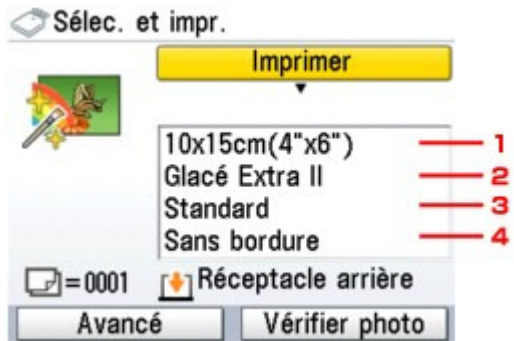 Sélec. et impr.
Imprimer
10x15cm(4"x6") 1
Glacé Extra II 2
Standard 3
Sans bordure 4
=0001 Réceptacle arrière
Avancé Vérifier photo